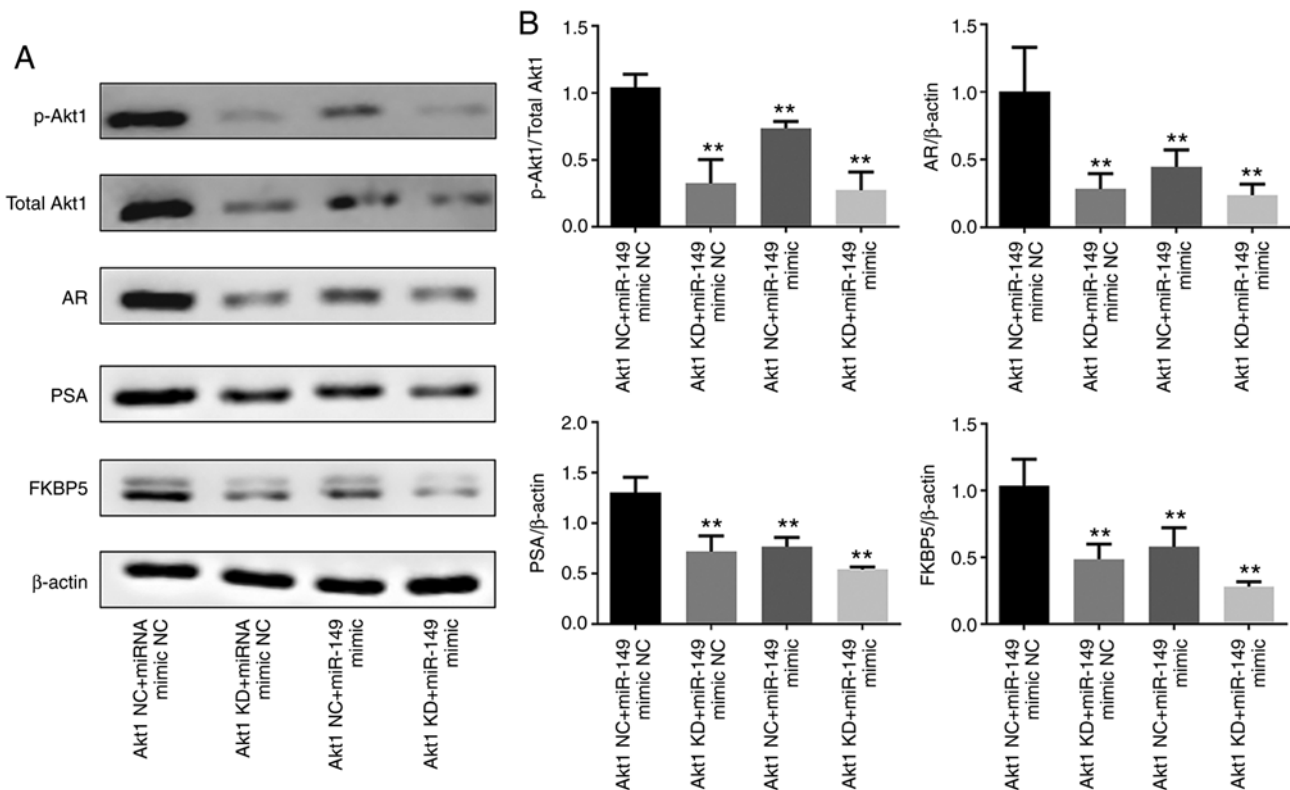 A
p-Akt1
Total Akt1
AR
PSA
FKBP5
β-actin
Akt1 NC+miRNA
mimic NC
Akt1 KD+miRNA
mimic NC
Akt1 NC+miR-149
mimic
Akt1 KD+miR-149
mimic
B
p-Akt1/Total Akt1
1.5
1.0
0.5
0.0
**
**
**
Akt1 NC+miR-149
mimic NC
Akt1 KD+miR-149
mimic NC
Akt1 NC+miR-149
mimic
Akt1 KD+miR-149
mimic
AR/β-actin
1.5
1.0
0.5
0.0
**
**
**
Akt1 NC+miR-149
mimic NC
Akt1 KD+miR-149
mimic NC
Akt1 NC+miR-149
mimic
Akt1 KD+miR-149
mimic
PSA/β-actin
2.0
1.5
1.0
0.5
0.0
**
**
**
Akt1 NC+miR-149
mimic NC
Akt1 KD+miR-149
mimic NC
Akt1 NC+miR-149
mimic
Akt1 KD+miR-149
mimic
FKBP5/β-actin
1.5
1.0
0.5
0.0
**
**
**
Akt1 NC+miR-149
mimic NC
Akt1 KD+miR-149
mimic NC
Akt1 NC+miR-149
mimic
Akt1 KD+miR-149
mimic